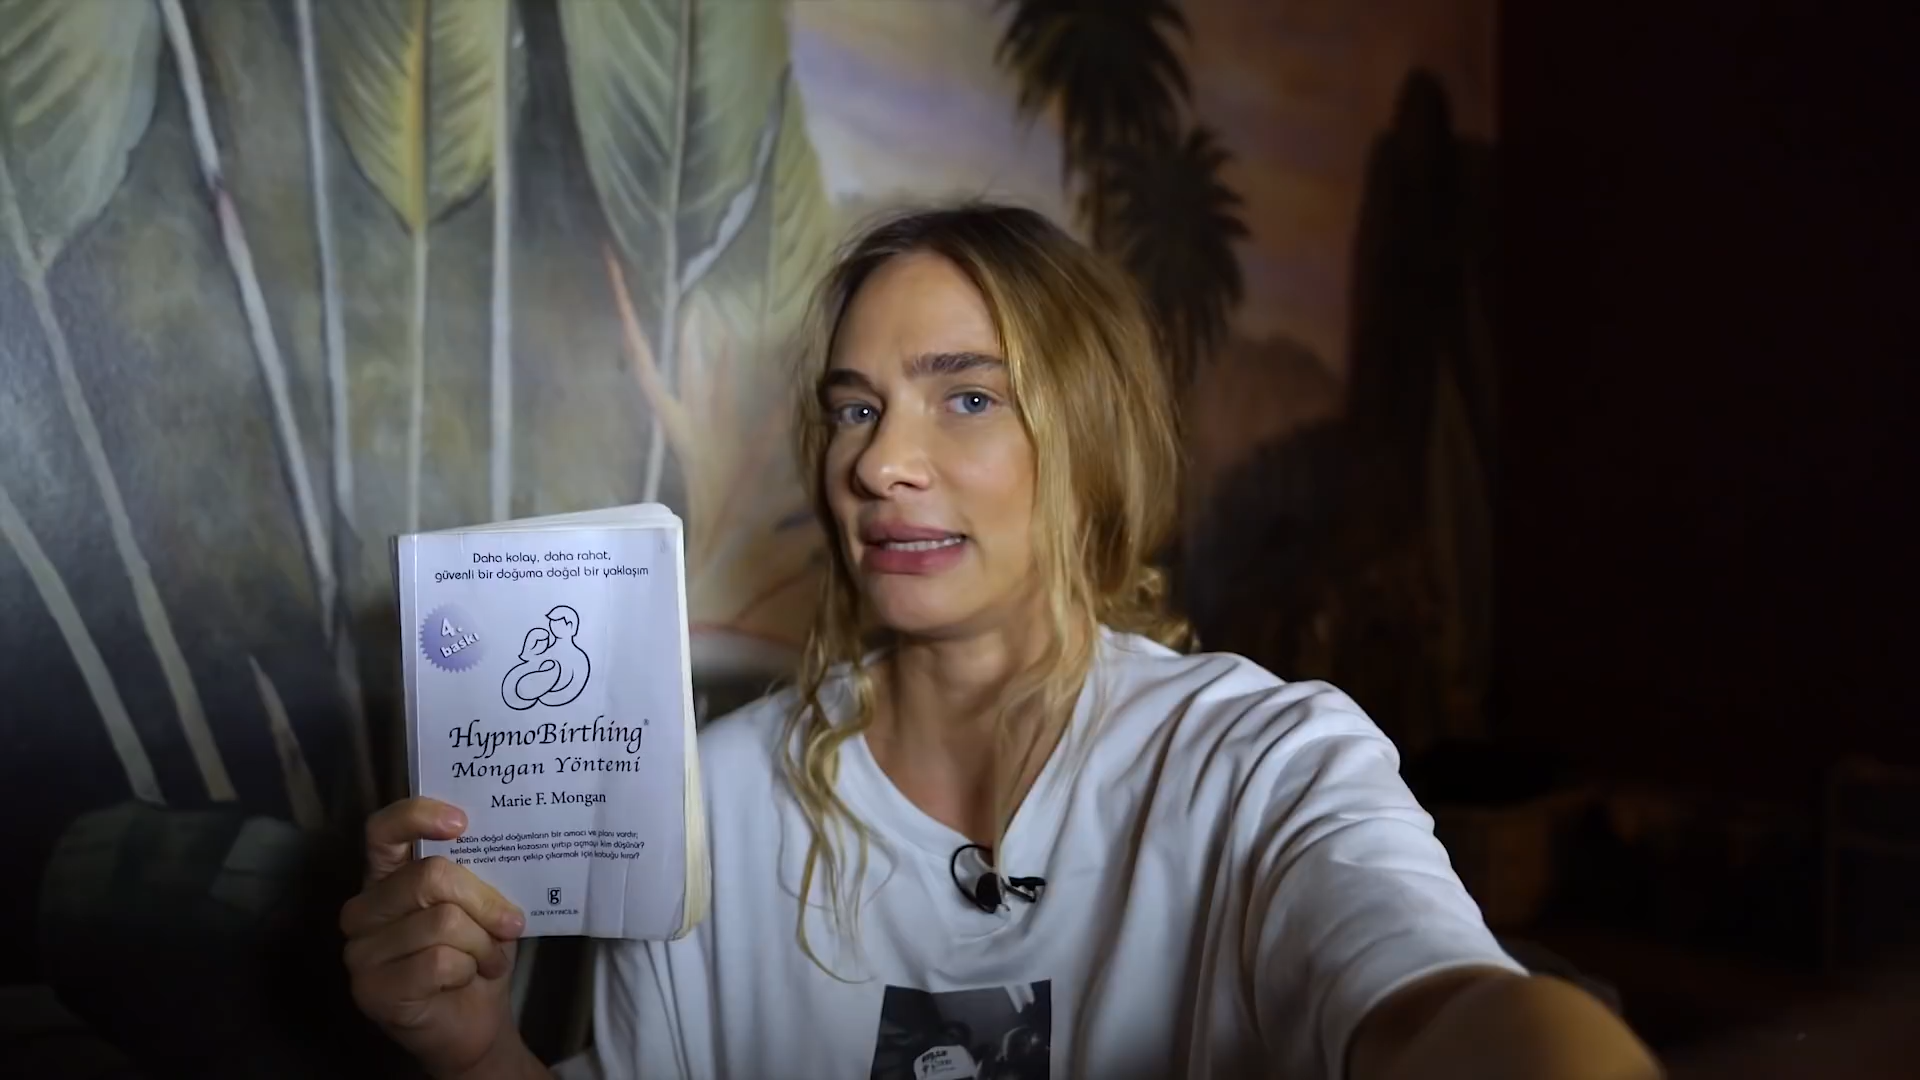 Daha kolay, daha rahat,
güvenli bir doğuma doğal bir yaklaşım
4.
baskı
HypnoBirthing®
Mongan Yöntemi
Marie F. Mongan
Bütün doğal doğumların bir amacı ve planı vardır;
kelebek çıkarken kozasını yırtıp açmayı kim düşünür?
Kim civcivi dışarı çekip çıkarmak için kabuğu kırar?
g
GÜN YAYINCILIK